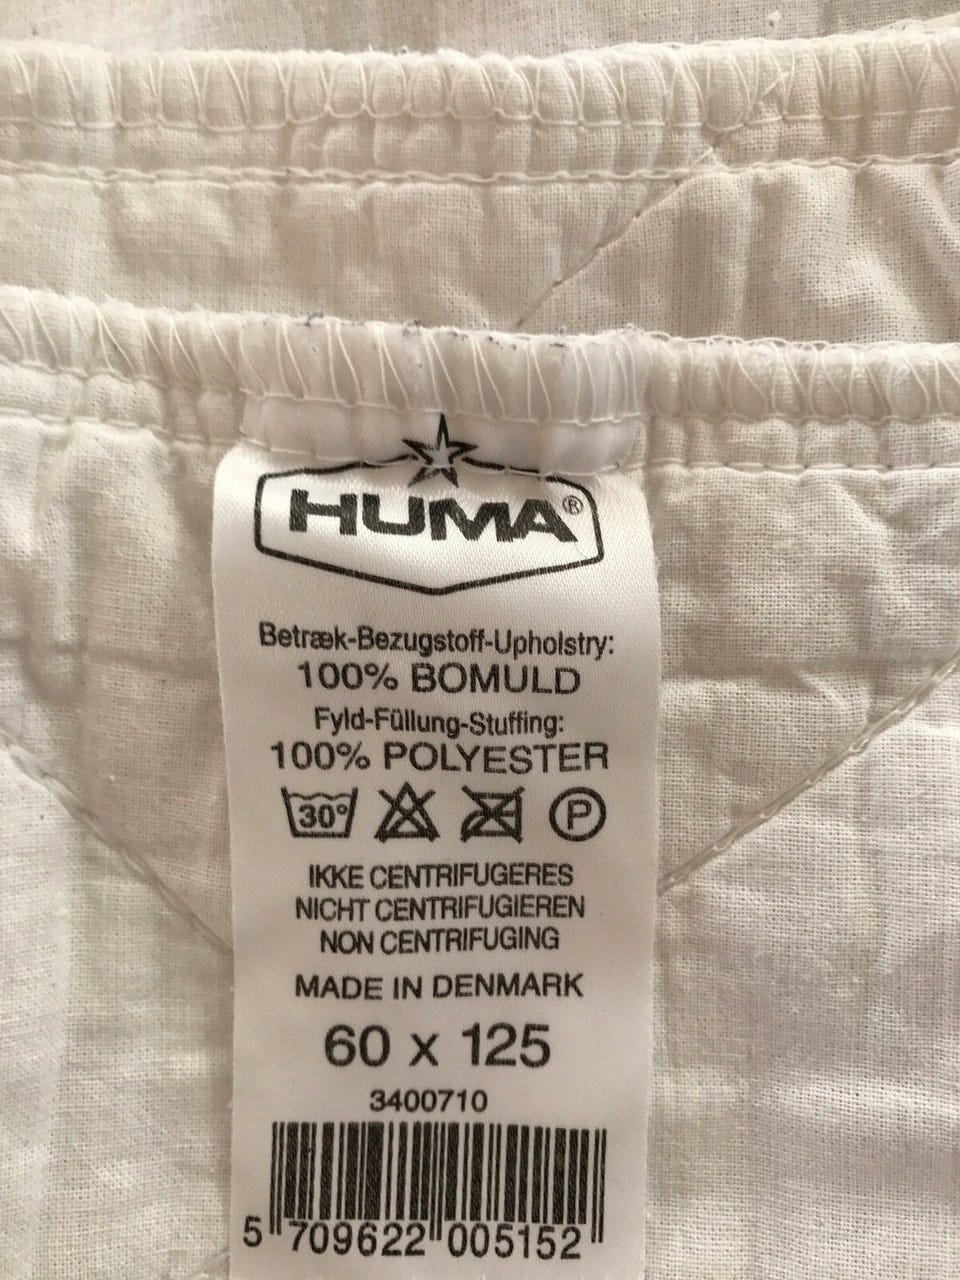 HUMA®
Betræk-Bezugstoff-Upholstry:
100% BOMULD
Fyld-Füllung-Stuffing:
100% POLYESTER
30° P
IKKE CENTRIFUGERES
NICHT CENTRIFUGIEREN
NON CENTRIFUGING
MADE IN DENMARK
60 x 125
3400710
5 709622 005152